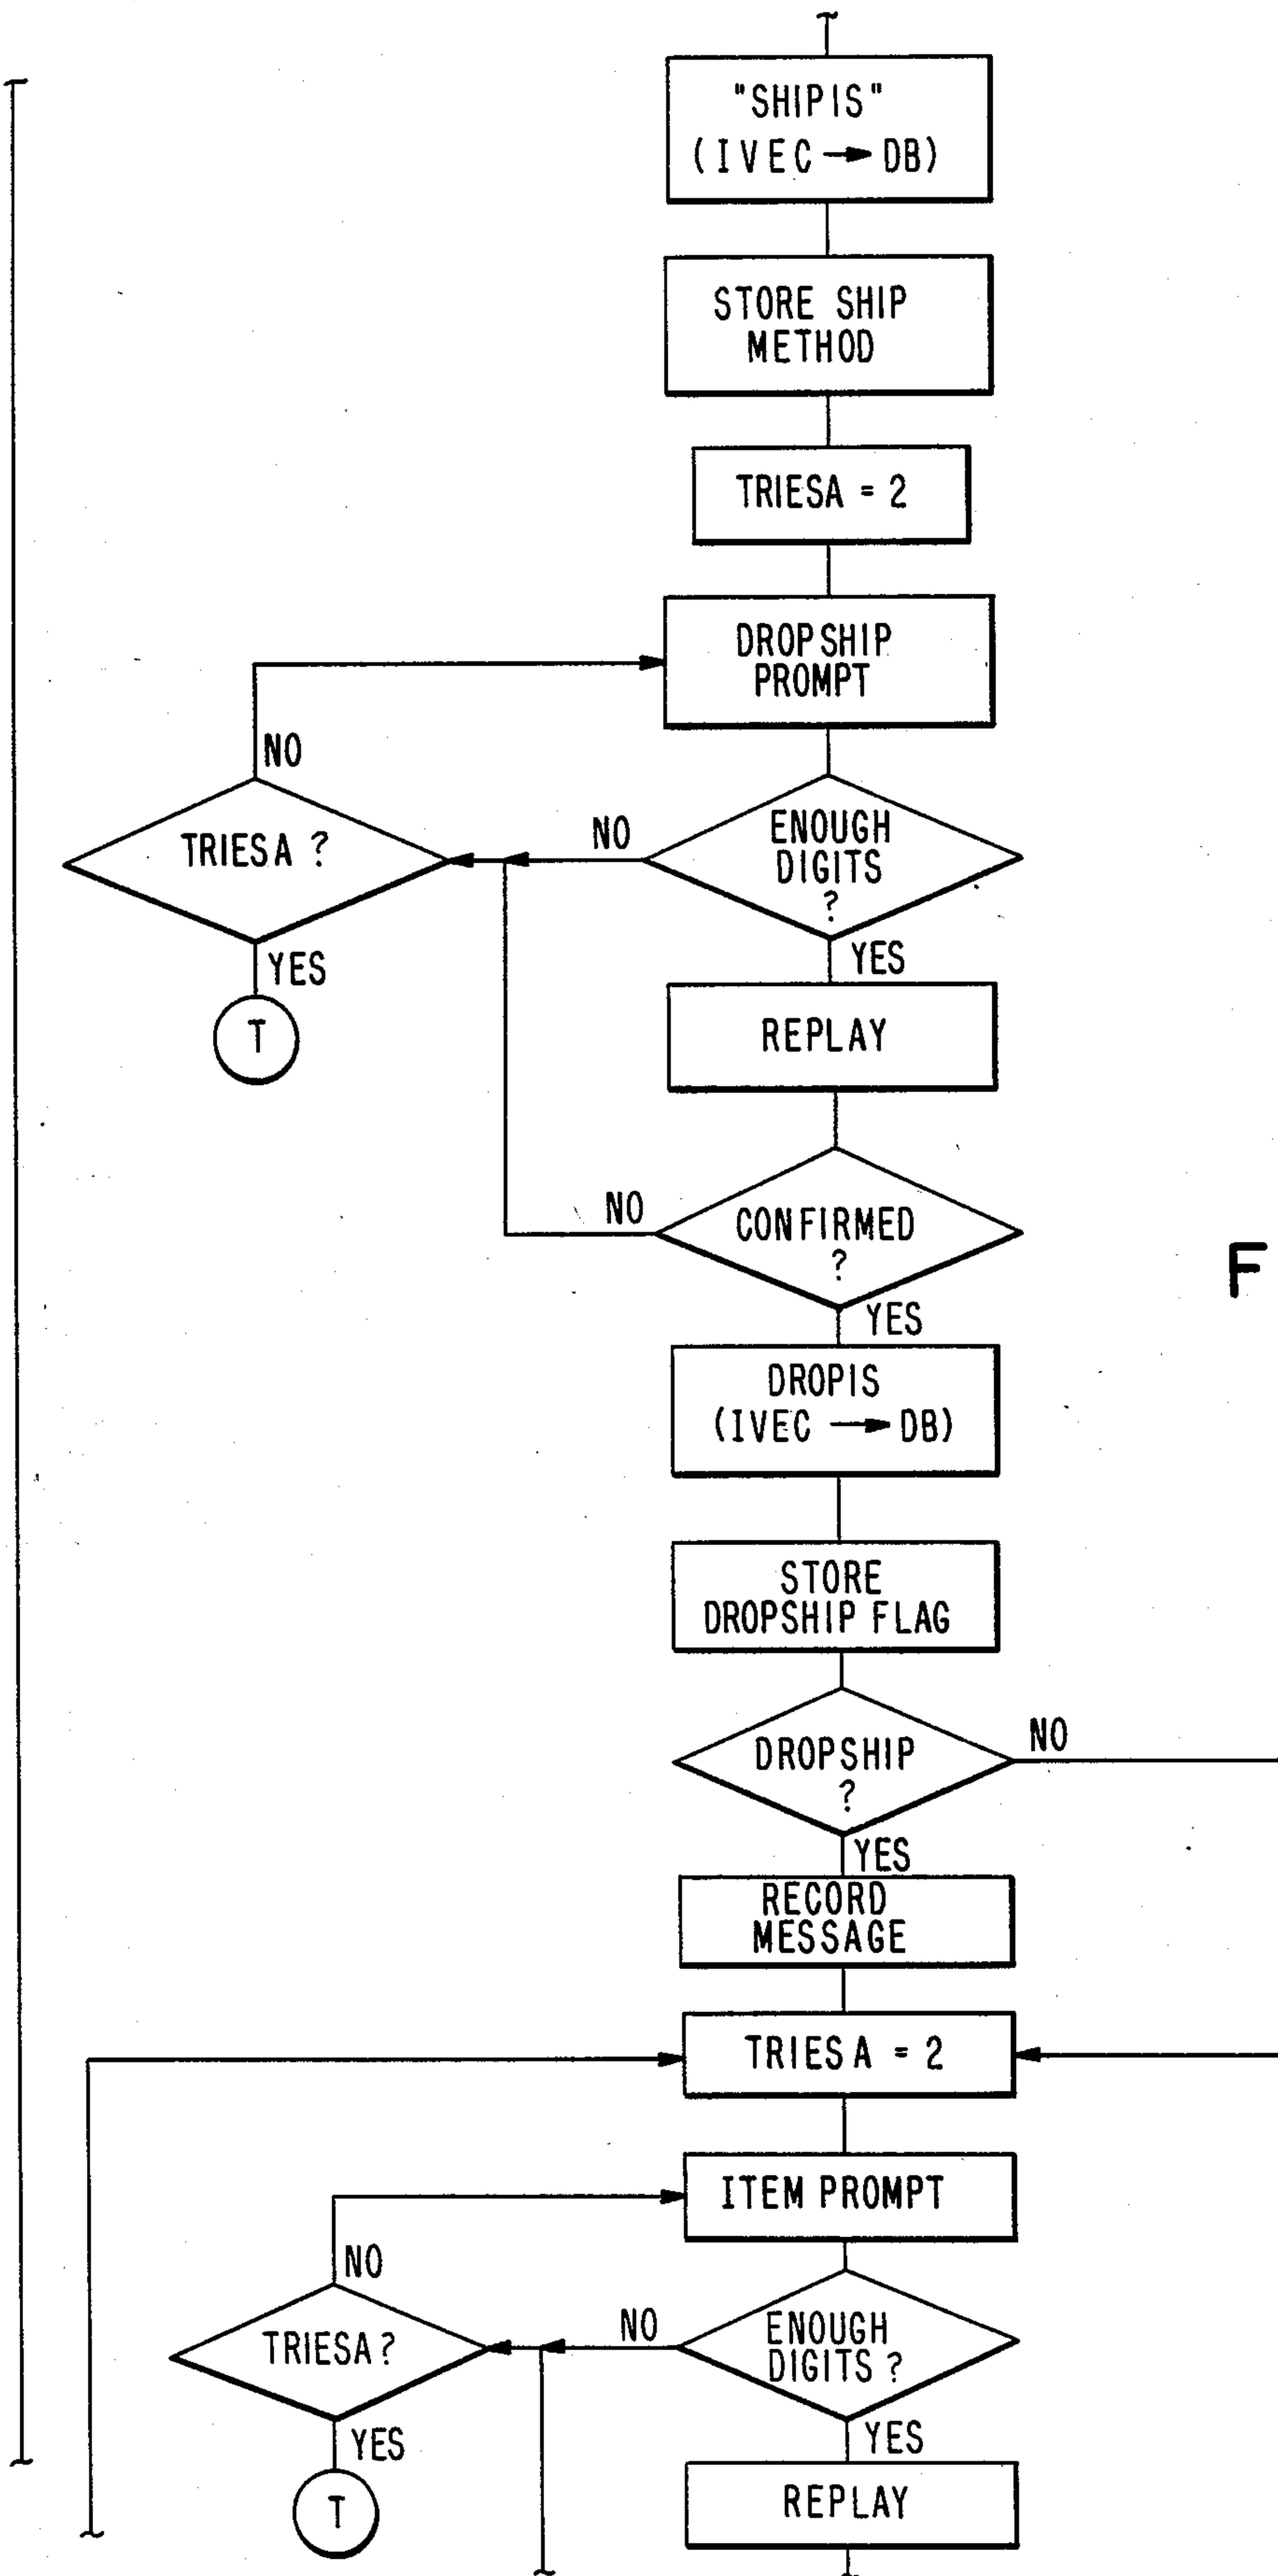 "SHIPIS"
(IVEC → DB)
STORE SHIP
METHOD
TRIESA = 2
DROPSHIP
PROMPT
NO
TRIESA ?
NO
ENOUGH
DIGITS
?
YES
T
YES
REPLAY
NO
CONFIRMED
?
F
YES
DROPIS
(IVEC → DB)
STORE
DROPSHIP FLAG
DROPSHIP
?
NO
YES
RECORD
MESSAGE
TRIESA = 2
ITEM PROMPT
NO
TRIESA?
NO
ENOUGH
DIGITS ?
YES
T
YES
REPLAY